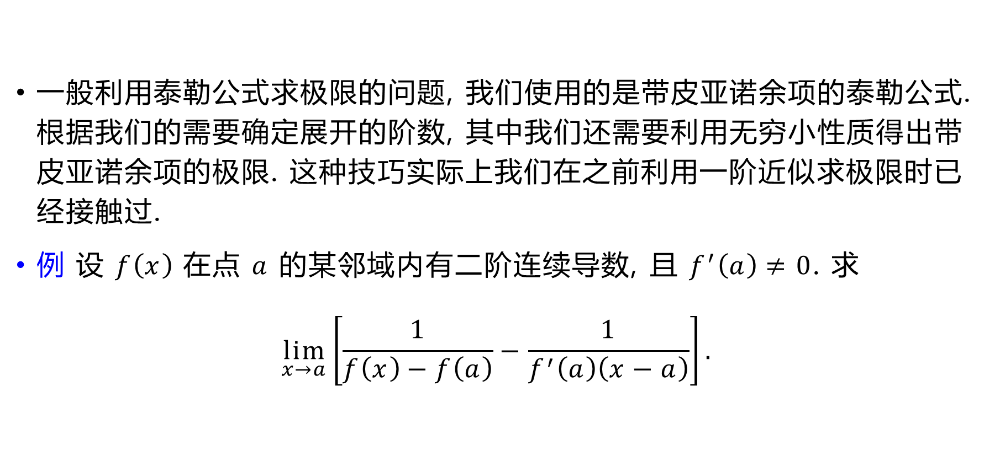 • 一般利用泰勒公式求极限的问题, 我们使用的是带皮亚诺余项的泰勒公式.
根据我们的需要确定展开的阶数, 其中我们还需要利用无穷小性质得出带
皮亚诺余项的极限. 这种技巧实际上我们在之前利用一阶近似求极限时已
经接触过.
• 例 设 f(x) 在点 a 的某邻域内有二阶连续导数, 且 f′(a) ≠ 0. 求
lim_{x→a} [ 1/(f(x) − f(a)) − 1/(f′(a)(x − a)) ].